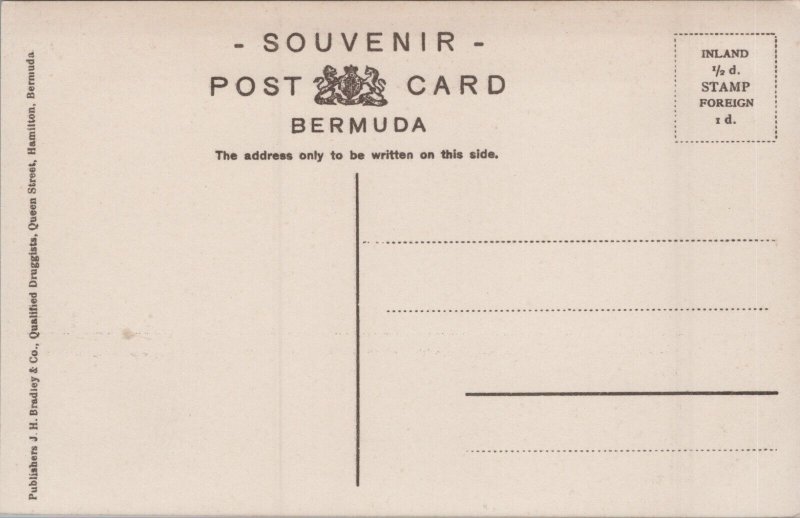 - SOUVENIR -
POST CARD
BERMUDA
The address only to be written on this side.
INLAND
1/2 d.
STAMP
FOREIGN
1 d.
Publishers J. H. Bradley & Co., Qualified Druggists, Queen Street, Hamilton, Bermuda